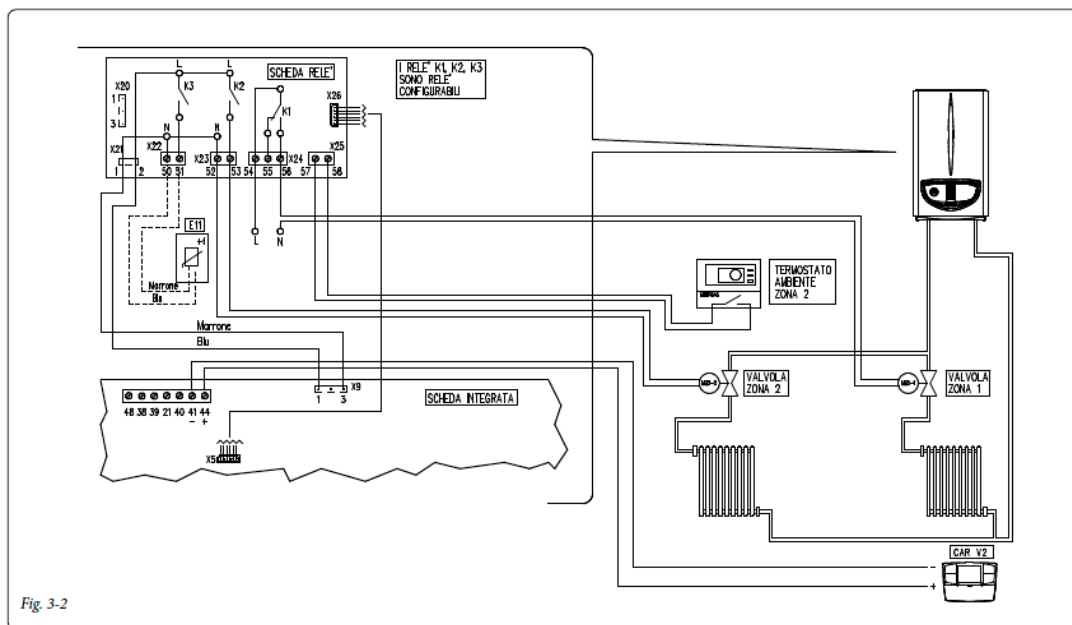 SCHEDA RELE'
I RELE' K1, K2, K3
SONO RELE'
CONFIGURABILI
L
L
X20
1
3
K3
K2
K1
X26
N
N
X21
X22
X23
X24
X25
1
2
50
51
52
53
54
55
56
57
58
E11
+t
L
N
Marrone
Blu
Marrone
Blu
TERMOSTATO
AMBIENTE
ZONA 2
VALVOLA
ZONA 2
VALVOLA
ZONA 1
X9
1
3
SCHEDA INTEGRATA
48 38 39 21 40 41 44
- +
X5
CAR V2
-
+
Fig. 3-2